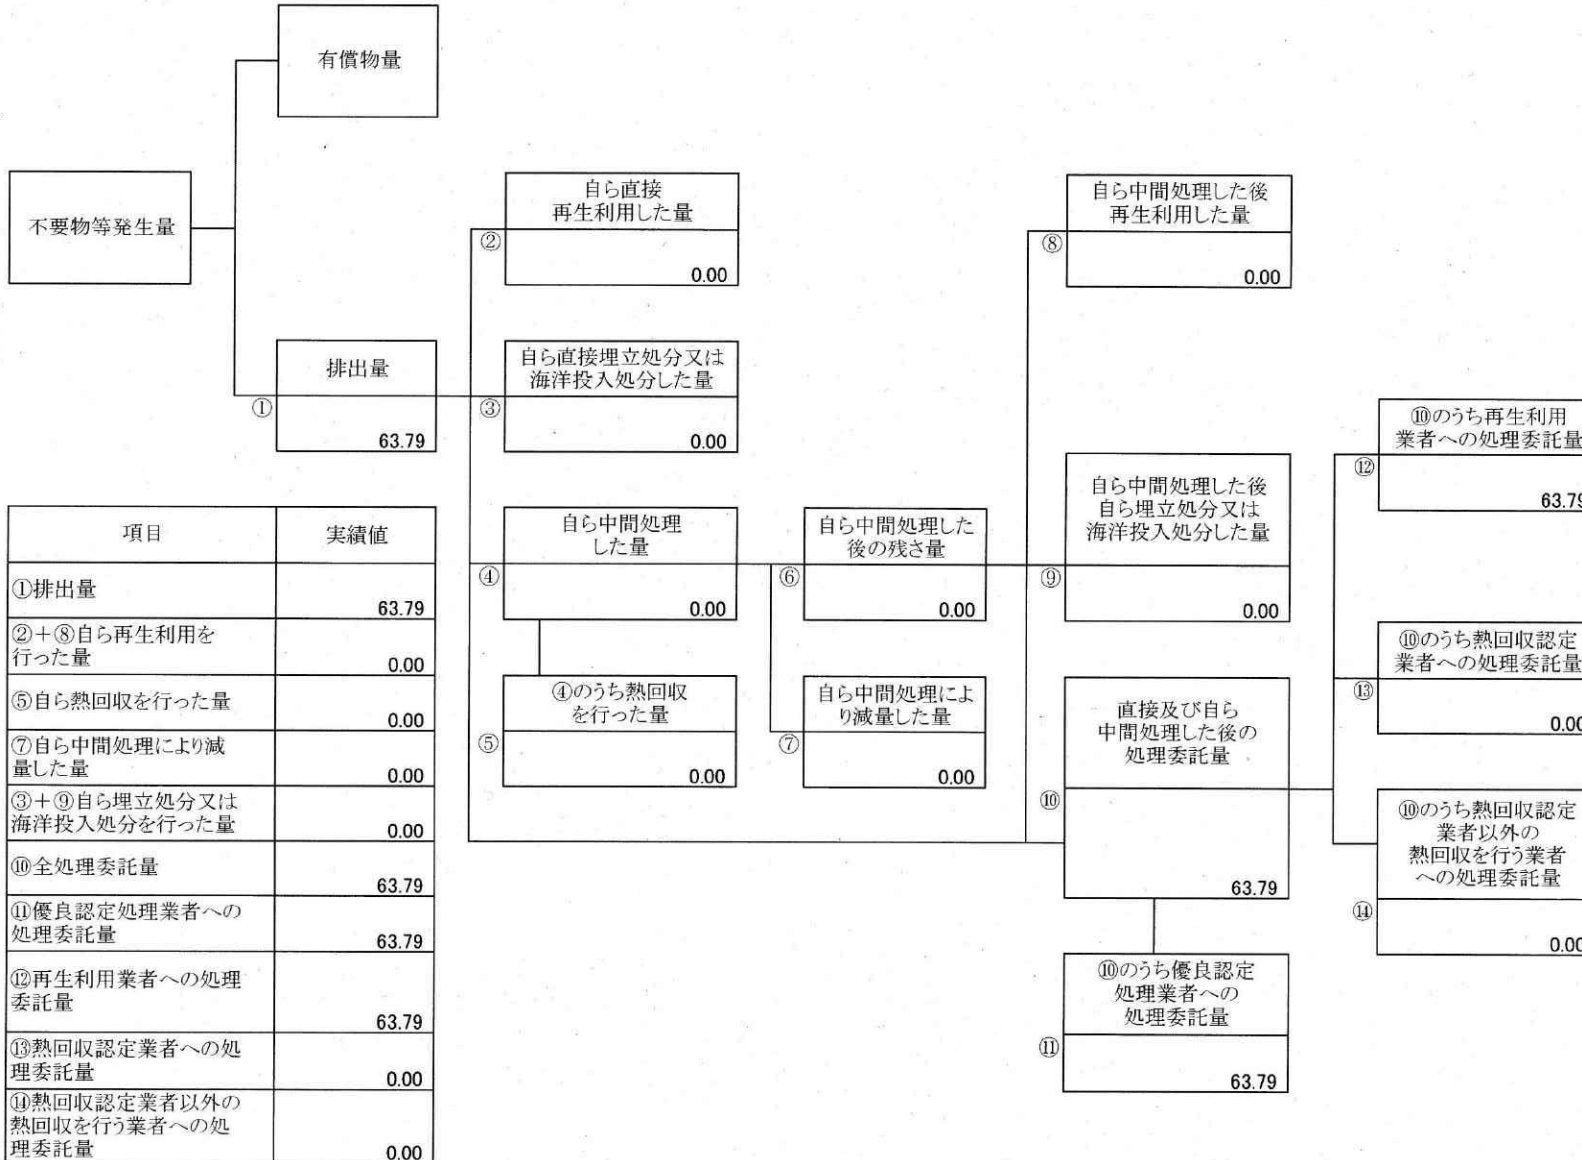 有償物量
不要物等発生量
自ら直接
再生利用した量
②
0.00
自ら中間処理した後
再生利用した量
⑧
0.00
排出量
①
63.79
自ら直接埋立処分又は
海洋投入処分した量
③
0.00
⑩のうち再生利用
業者への処理委託量
⑫
63.79
自ら中間処理
した量
④
0.00
自ら中間処理した
後の残さ量
⑥
0.00
自ら中間処理した後
自ら埋立処分又は
海洋投入処分した量
⑨
0.00
⑩のうち熱回収認定
業者への処理委託量
⑬
0.00
④のうち熱回収
を行った量
⑤
0.00
自ら中間処理によ
り減量した量
⑦
0.00
直接及び自ら
中間処理した後の
処理委託量
⑩
63.79
⑩のうち熱回収認定
業者以外の
熱回収を行う業者
への処理委託量
⑭
0.00
⑩のうち優良認定
処理業者への
処理委託量
⑪
63.79
項目 実績値
①排出量
63.79
②+⑧自ら再生利用を
行った量 0.00
⑤自ら熱回収を行った量
0.00
⑦自ら中間処理により減
量した量 0.00
③+⑨自ら埋立処分又は
海洋投入処分を行った量 0.00
⑩全処理委託量
63.79
⑪優良認定処理業者への
処理委託量 63.79
⑫再生利用業者への処理
委託量
63.79
⑬熱回収認定業者への処
理委託量 0.00
⑭熱回収認定業者以外の
熱回収を行う業者への処
理委託量 0.00